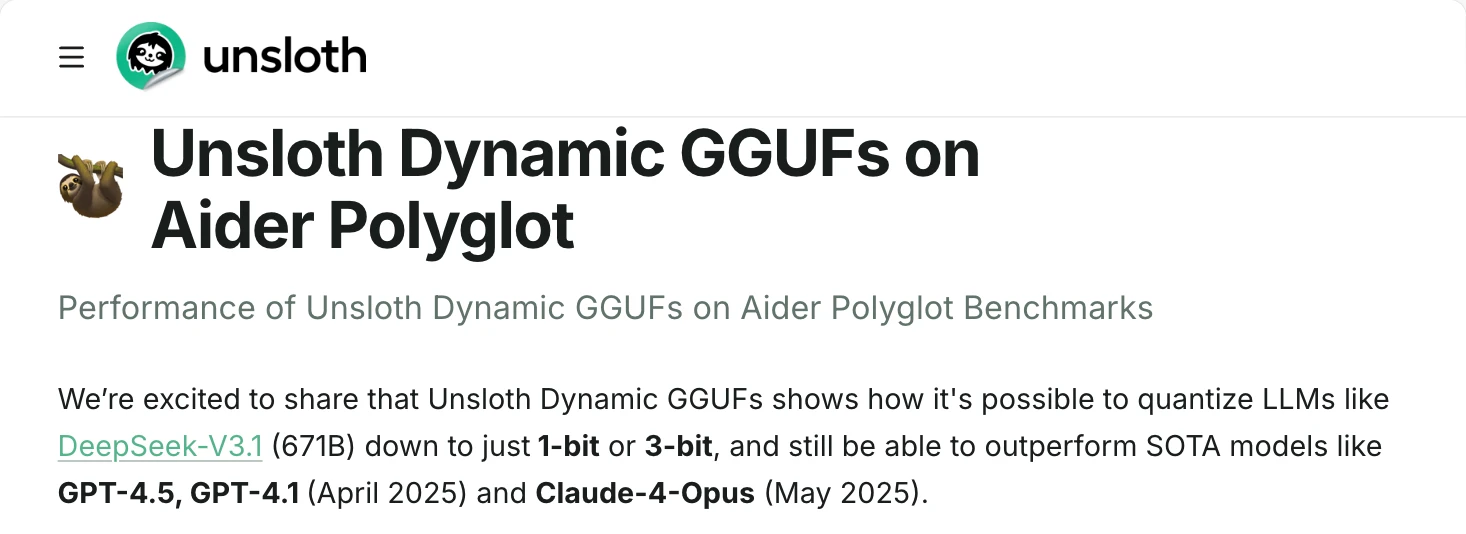 unsloth
Unsloth Dynamic GGUFs on
Aider Polyglot
Performance of Unsloth Dynamic GGUFs on Aider Polyglot Benchmarks
We’re excited to share that Unsloth Dynamic GGUFs shows how it's possible to quantize LLMs like
DeepSeek-V3.1 (671B) down to just 1-bit or 3-bit, and still be able to outperform SOTA models like
GPT-4.5, GPT-4.1 (April 2025) and Claude-4-Opus (May 2025).